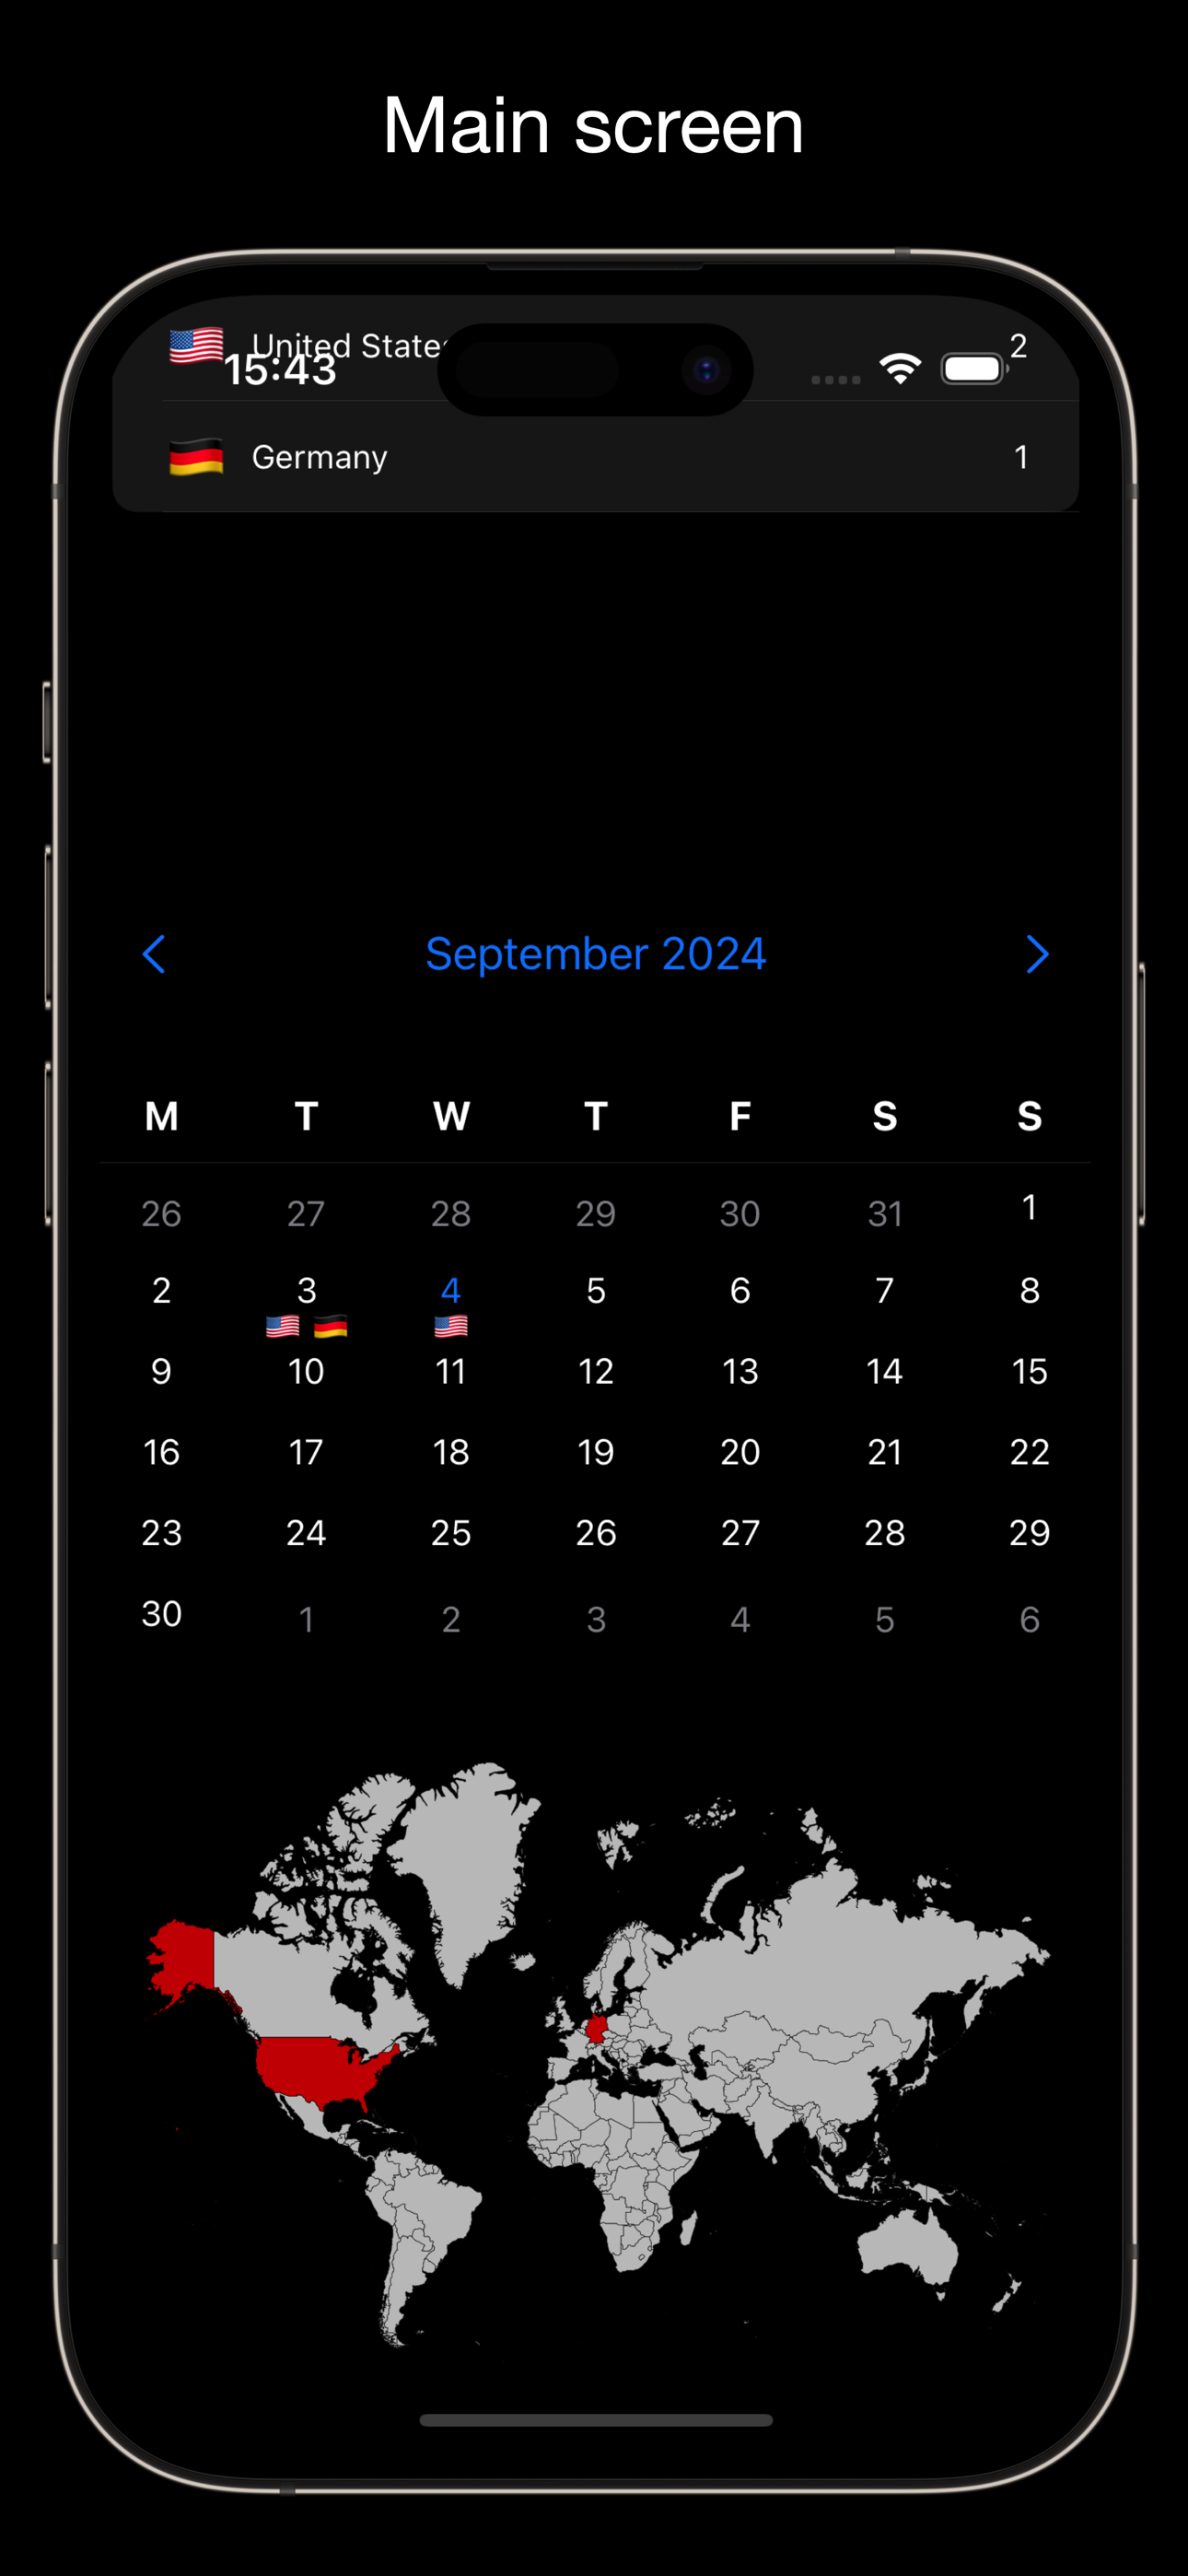 Main screen
United States 2
15:43
Germany 1
September 2024
M T W T F S S
26 27 28 29 30 31 1
2 3 4 5 6 7 8
9 10 11 12 13 14 15
16 17 18 19 20 21 22
23 24 25 26 27 28 29
30 1 2 3 4 5 6